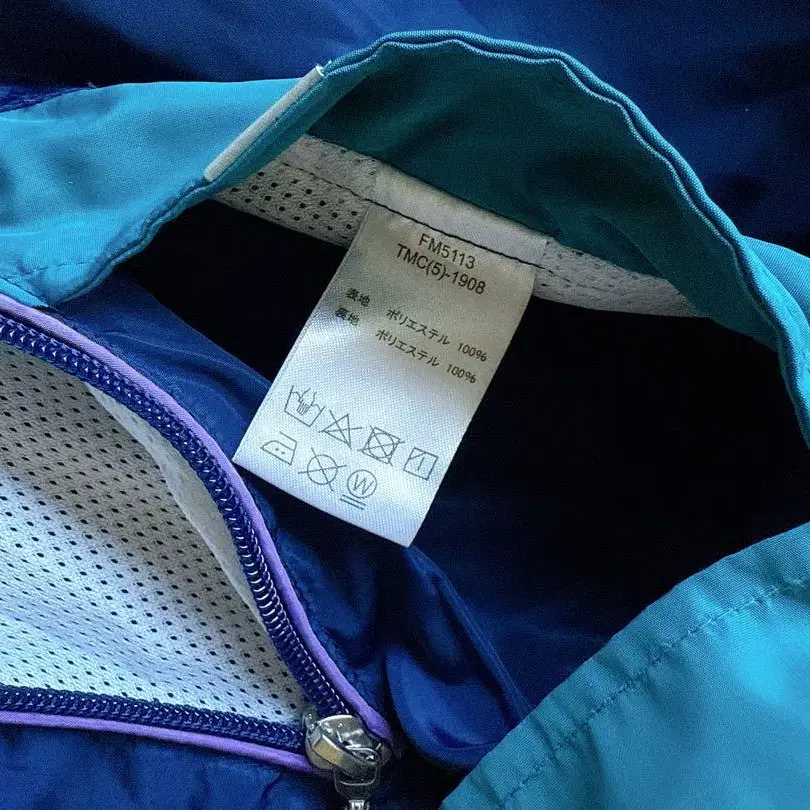 FM5113
TMC(5)-1908
表地 ポリエステル 100%
裏地 ポリエステル 100%
1
W